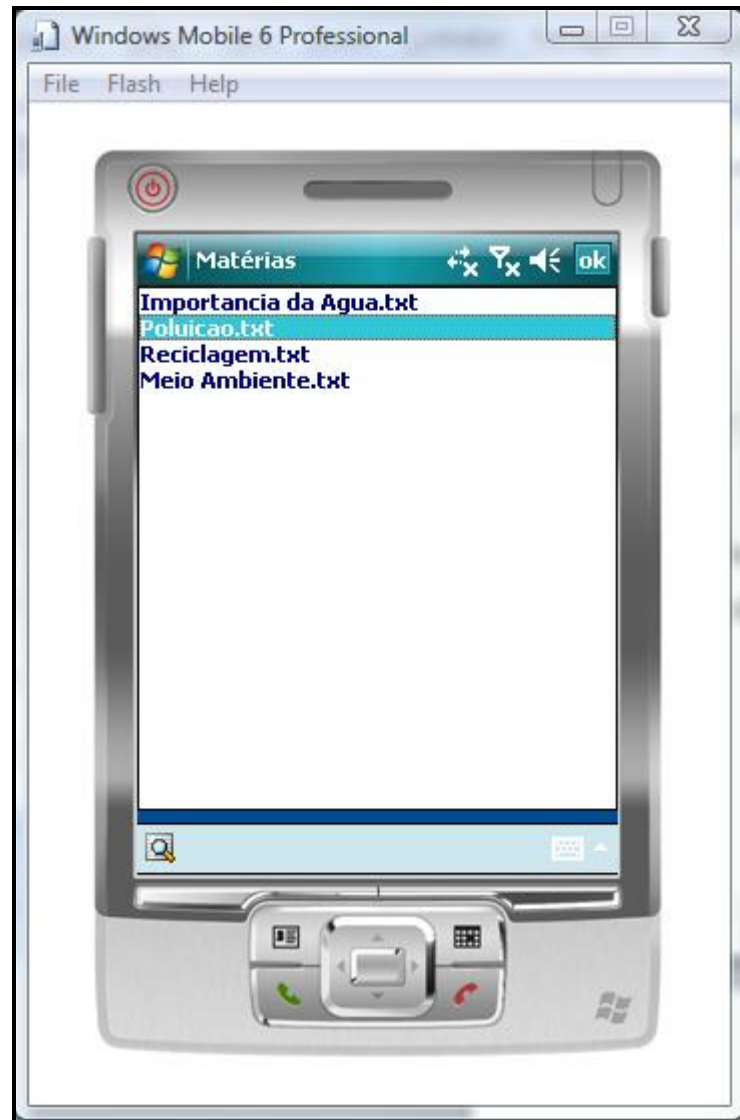 Windows Mobile 6 Professional
File Flash Help
Matérias ok
Importancia da Agua.txt
Poluicao.txt
Reciclagem.txt
Meio Ambiente.txt